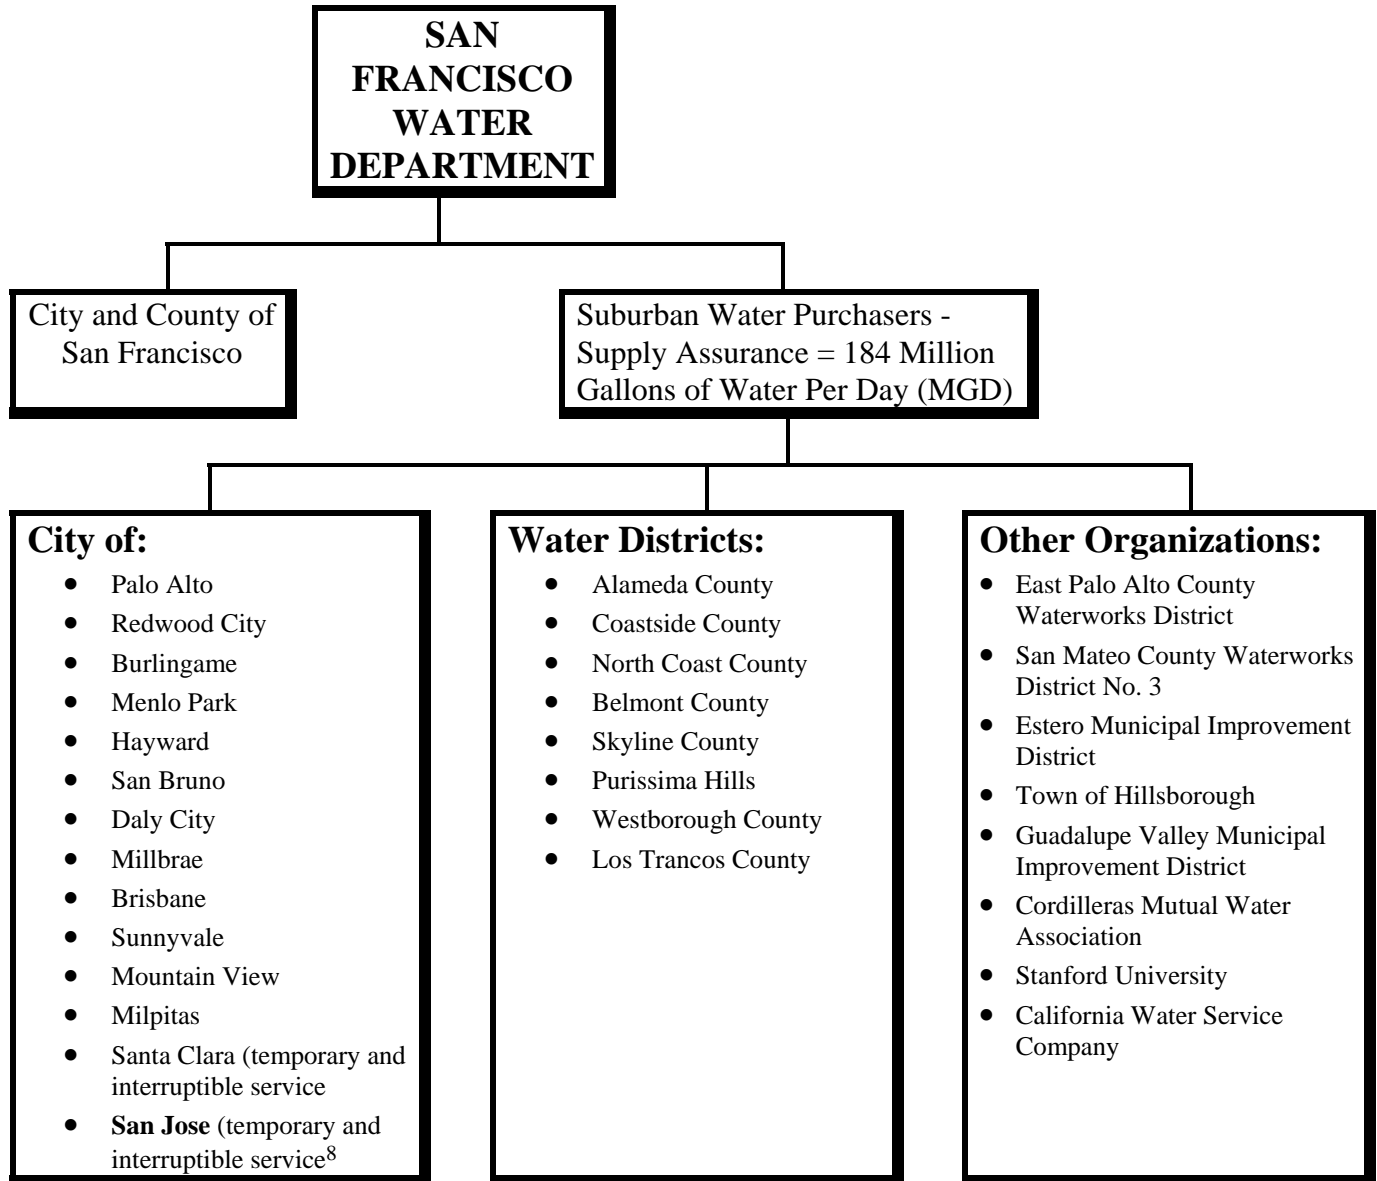 SAN
FRANCISCO
WATER
DEPARTMENT
City and County of
San Francisco
Suburban Water Purchasers -
Supply Assurance = 184 Million
Gallons of Water Per Day (MGD)
City of:
• Palo Alto
• Redwood City
• Burlingame
• Menlo Park
• Hayward
• San Bruno
• Daly City
• Millbrae
• Brisbane
• Sunnyvale
• Mountain View
• Milpitas
• Santa Clara (temporary and
interruptible service
• San Jose (temporary and
interruptible service8
Water Districts:
• Alameda County
• Coastside County
• North Coast County
• Belmont County
• Skyline County
• Purissima Hills
• Westborough County
• Los Trancos County
Other Organizations:
• East Palo Alto County
Waterworks District
• San Mateo County Waterworks
District No. 3
• Estero Municipal Improvement
District
• Town of Hillsborough
• Guadalupe Valley Municipal
Improvement District
• Cordilleras Mutual Water
Association
• Stanford University
• California Water Service
Company